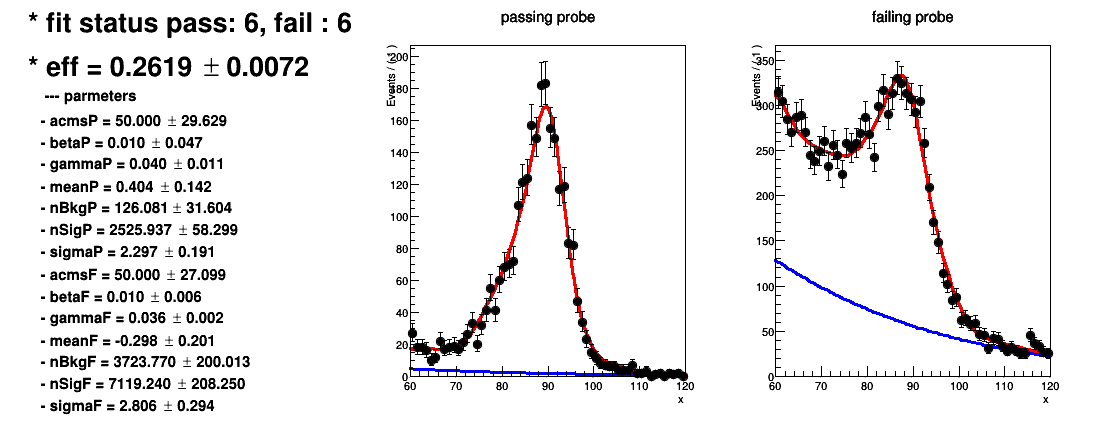 * fit status pass: 6, fail : 6
* eff = 0.2619 ± 0.0072
--- parmeters
- acmsP = 50.000 ± 29.629
- betaP = 0.010 ± 0.047
- gammaP = 0.040 ± 0.011
- meanP = 0.404 ± 0.142
- nBkgP = 126.081 ± 31.604
- nSigP = 2525.937 ± 58.299
- sigmaP = 2.297 ± 0.191
- acmsF = 50.000 ± 27.099
- betaF = 0.010 ± 0.006
- gammaF = 0.036 ± 0.002
- meanF = -0.298 ± 0.201
- nBkgF = 3723.770 ± 200.013
- nSigF = 7119.240 ± 208.250
- sigmaF = 2.806 ± 0.294
passing probe
Events / ( 1 )
200
180
160
140
120
100
80
60
40
20
0
60 70 80 90 100 110 120
x
failing probe
Events / ( 1 )
350
300
250
200
150
100
50
0
60 70 80 90 100 110 120
x